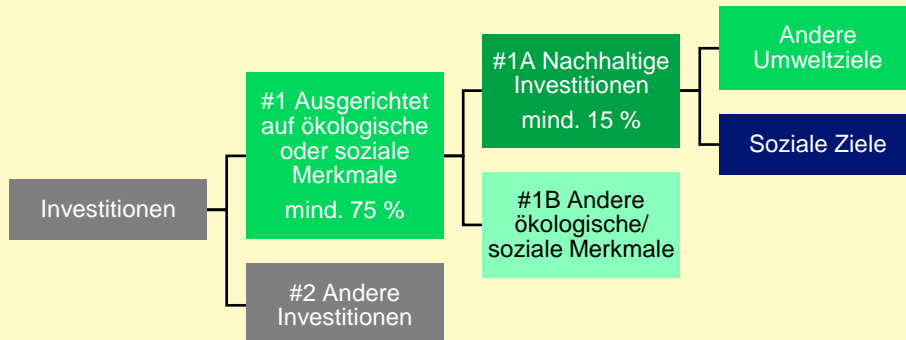 Investitionen
#1 Ausgerichtet
auf ökologische
oder soziale
Merkmale
mind. 75 %
#2 Andere
Investitionen
#1A Nachhaltige
Investitionen
mind. 15 %
#1B Andere
ökologische/
soziale Merkmale
Andere
Umweltziele
Soziale Ziele